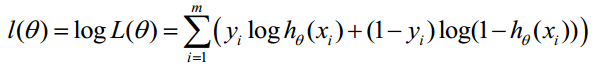 l(θ) = log L(θ) = ∑_{i=1}^{m} (y_i log h_θ(x_i) + (1 − y_i) log(1 − h_θ(x_i)))